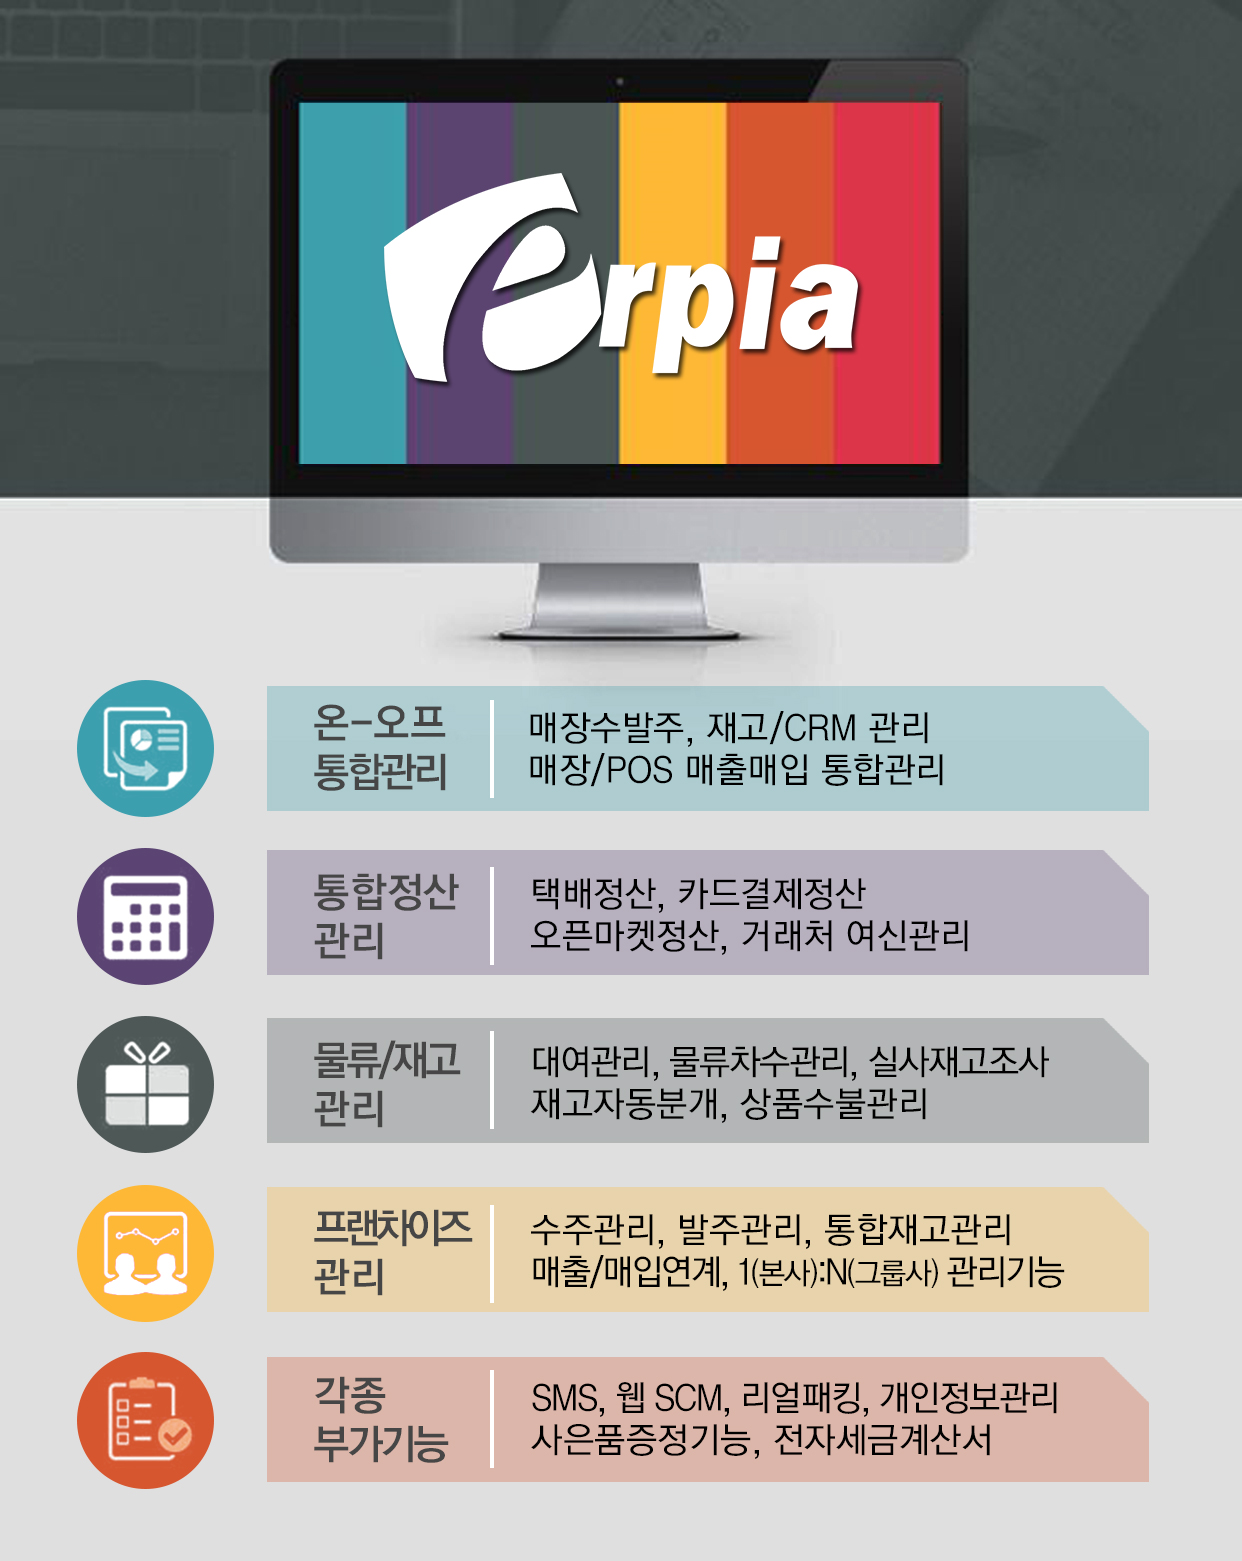 erpia
온-오프
통합관리
매장수발주, 재고/CRM 관리
매장/POS 매출매입 통합관리
통합정산
관리
택배정산, 카드결제정산
오픈마켓정산, 거래처 여신관리
물류/재고
관리
대여관리, 물류차수관리, 실사재고조사
재고자동분개, 상품수불관리
프랜차이즈
관리
수주관리, 발주관리, 통합재고관리
매출/매입연계, 1(본사):N(그룹사) 관리기능
각종
부가기능
SMS, 웹 SCM, 리얼패킹, 개인정보관리
사은품증정기능, 전자세금계산서